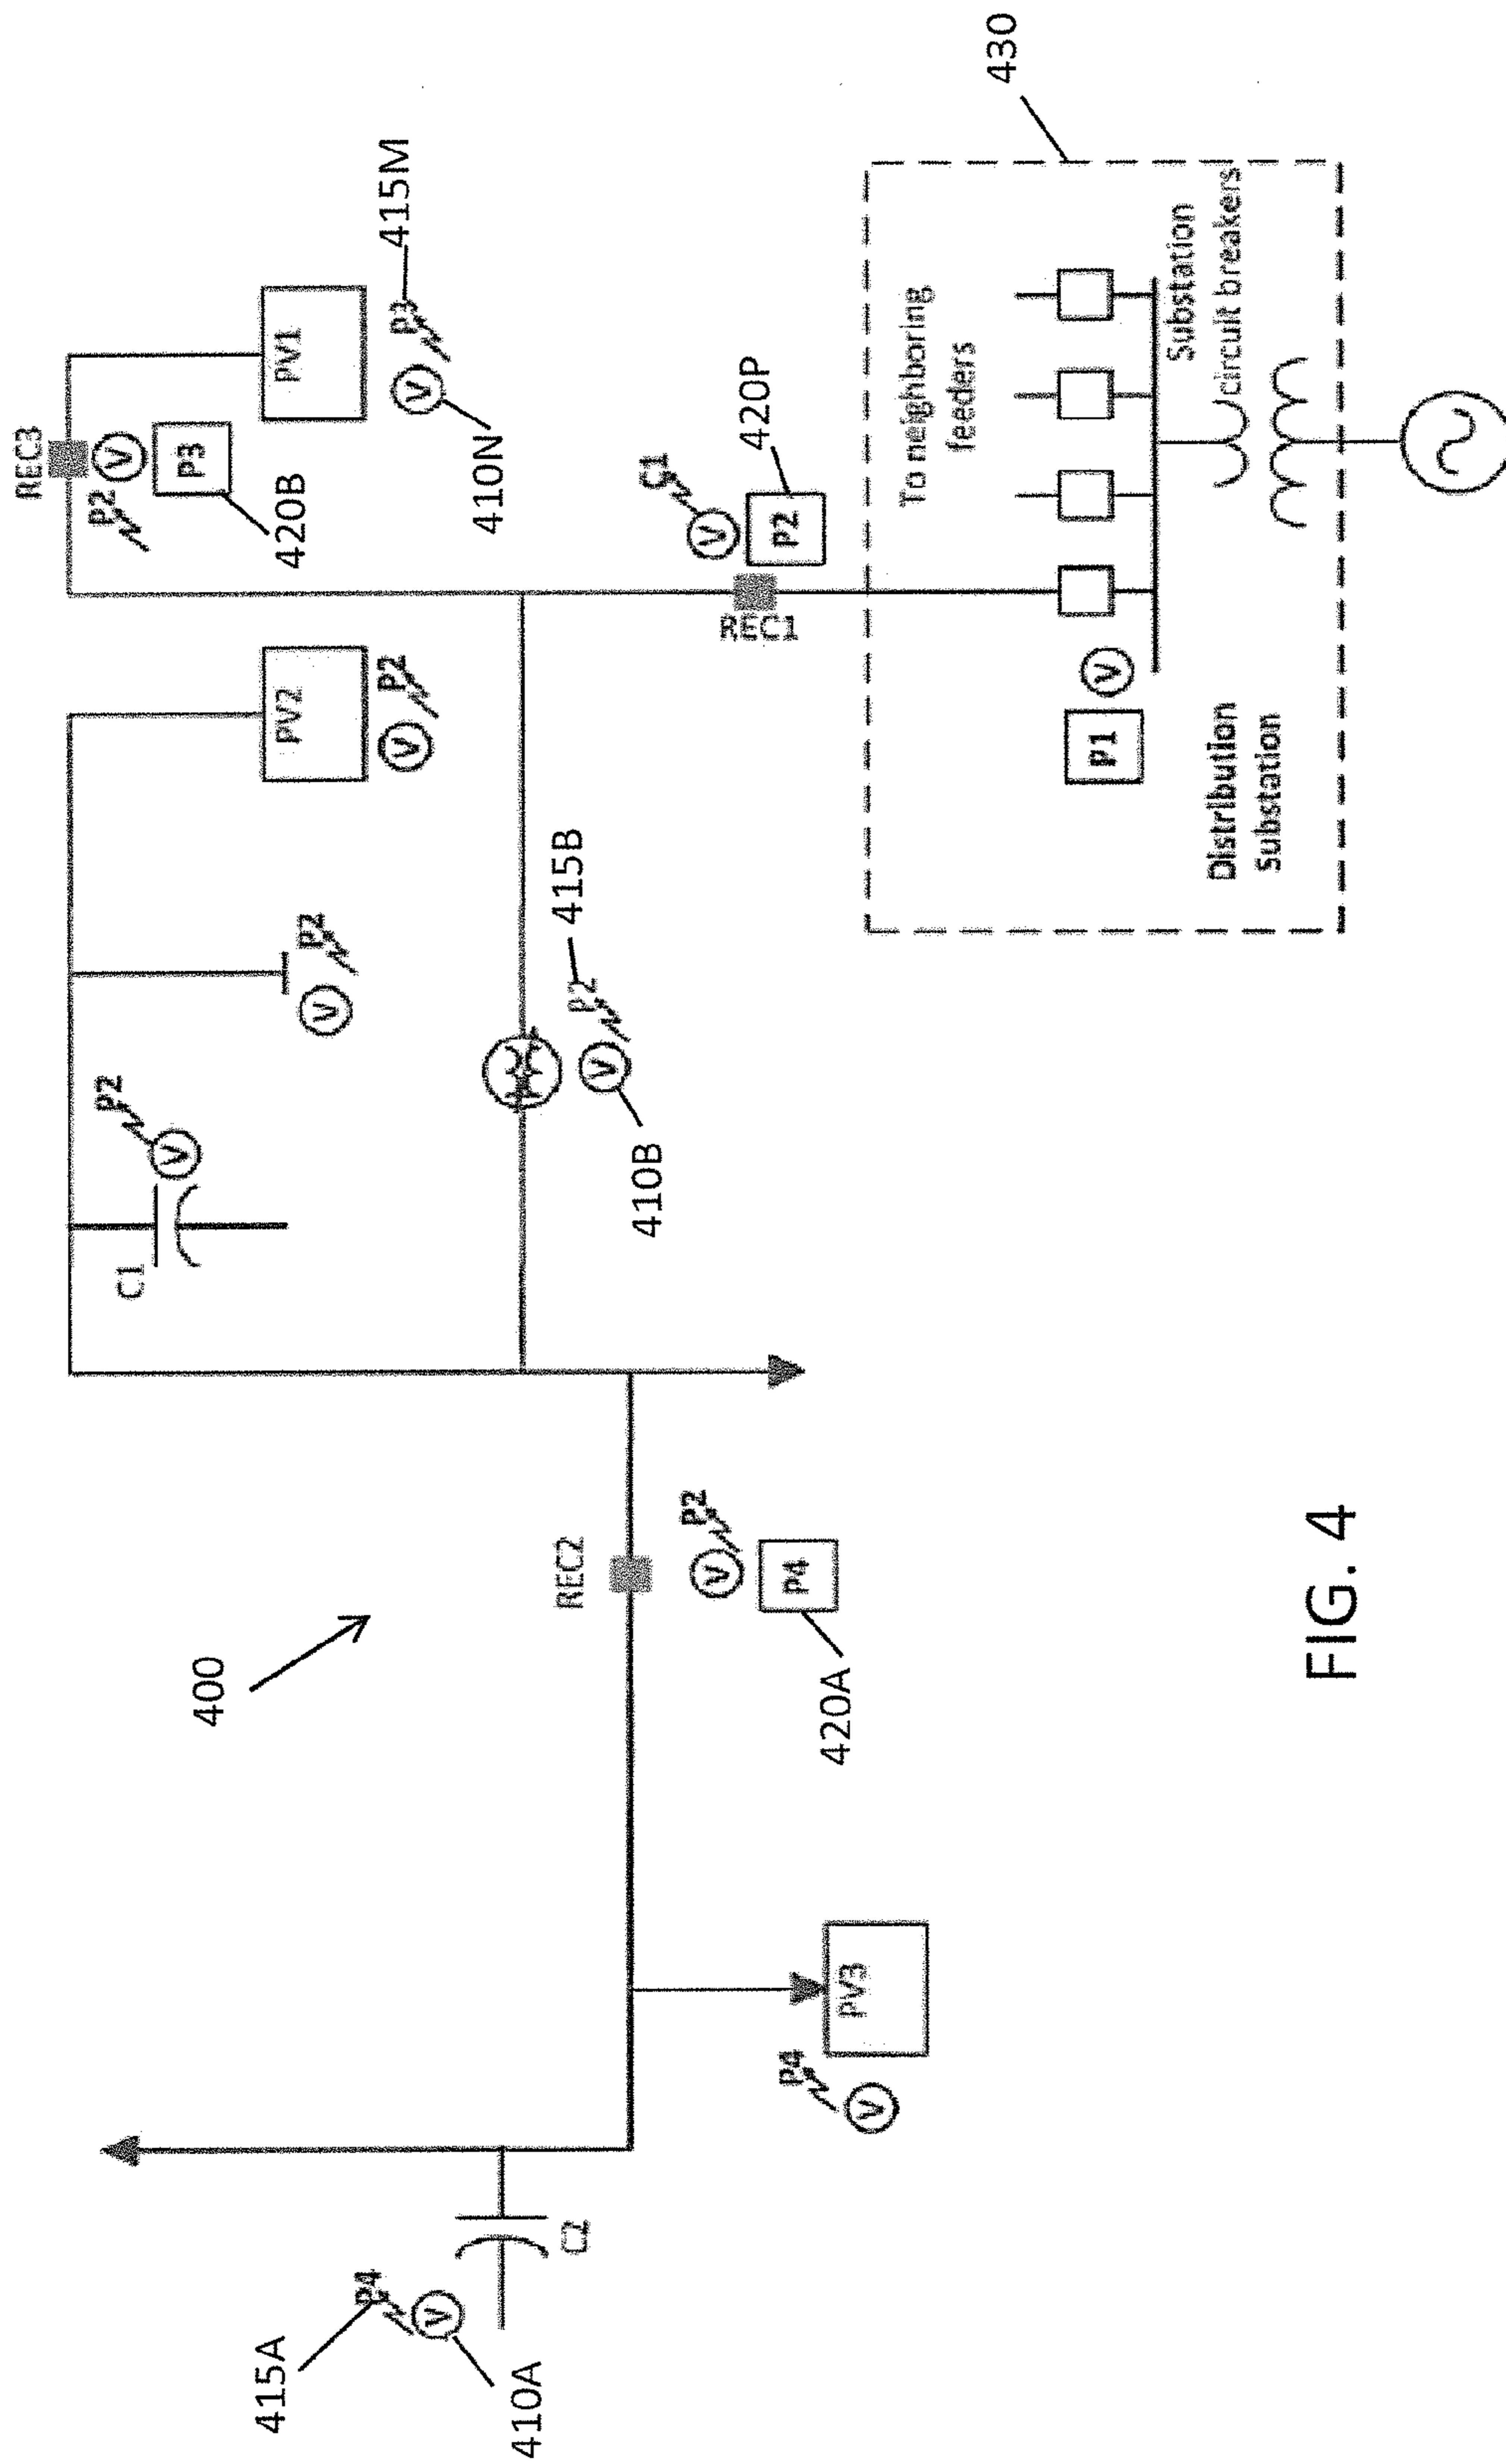 400
415A
P4
V
410A
C2
P4
V
PV3
REC2
V
P2
P4
420A
C1
P2
V
V
P2
PV2
V
P2
P2
415B
V
410B
REC3
P2
V
P3
420B
PV1
V
P3
415M
410N
C1
V
P2
420P
REC1
430
To neighboring
feeders
P1
V
Substation
circuit breakers
Distribution
Substation
FIG. 4